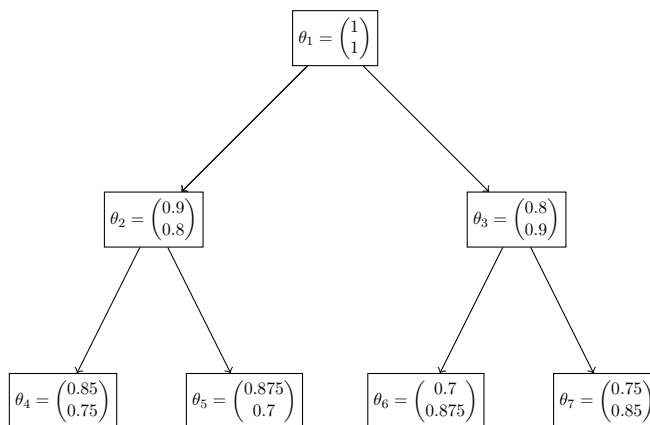 θ₁ = (1 1)
θ₂ = (0.9 0.8)
θ₃ = (0.8 0.9)
θ₄ = (0.85 0.75)
θ₅ = (0.875 0.7)
θ₆ = (0.7 0.875)
θ₇ = (0.75 0.85)